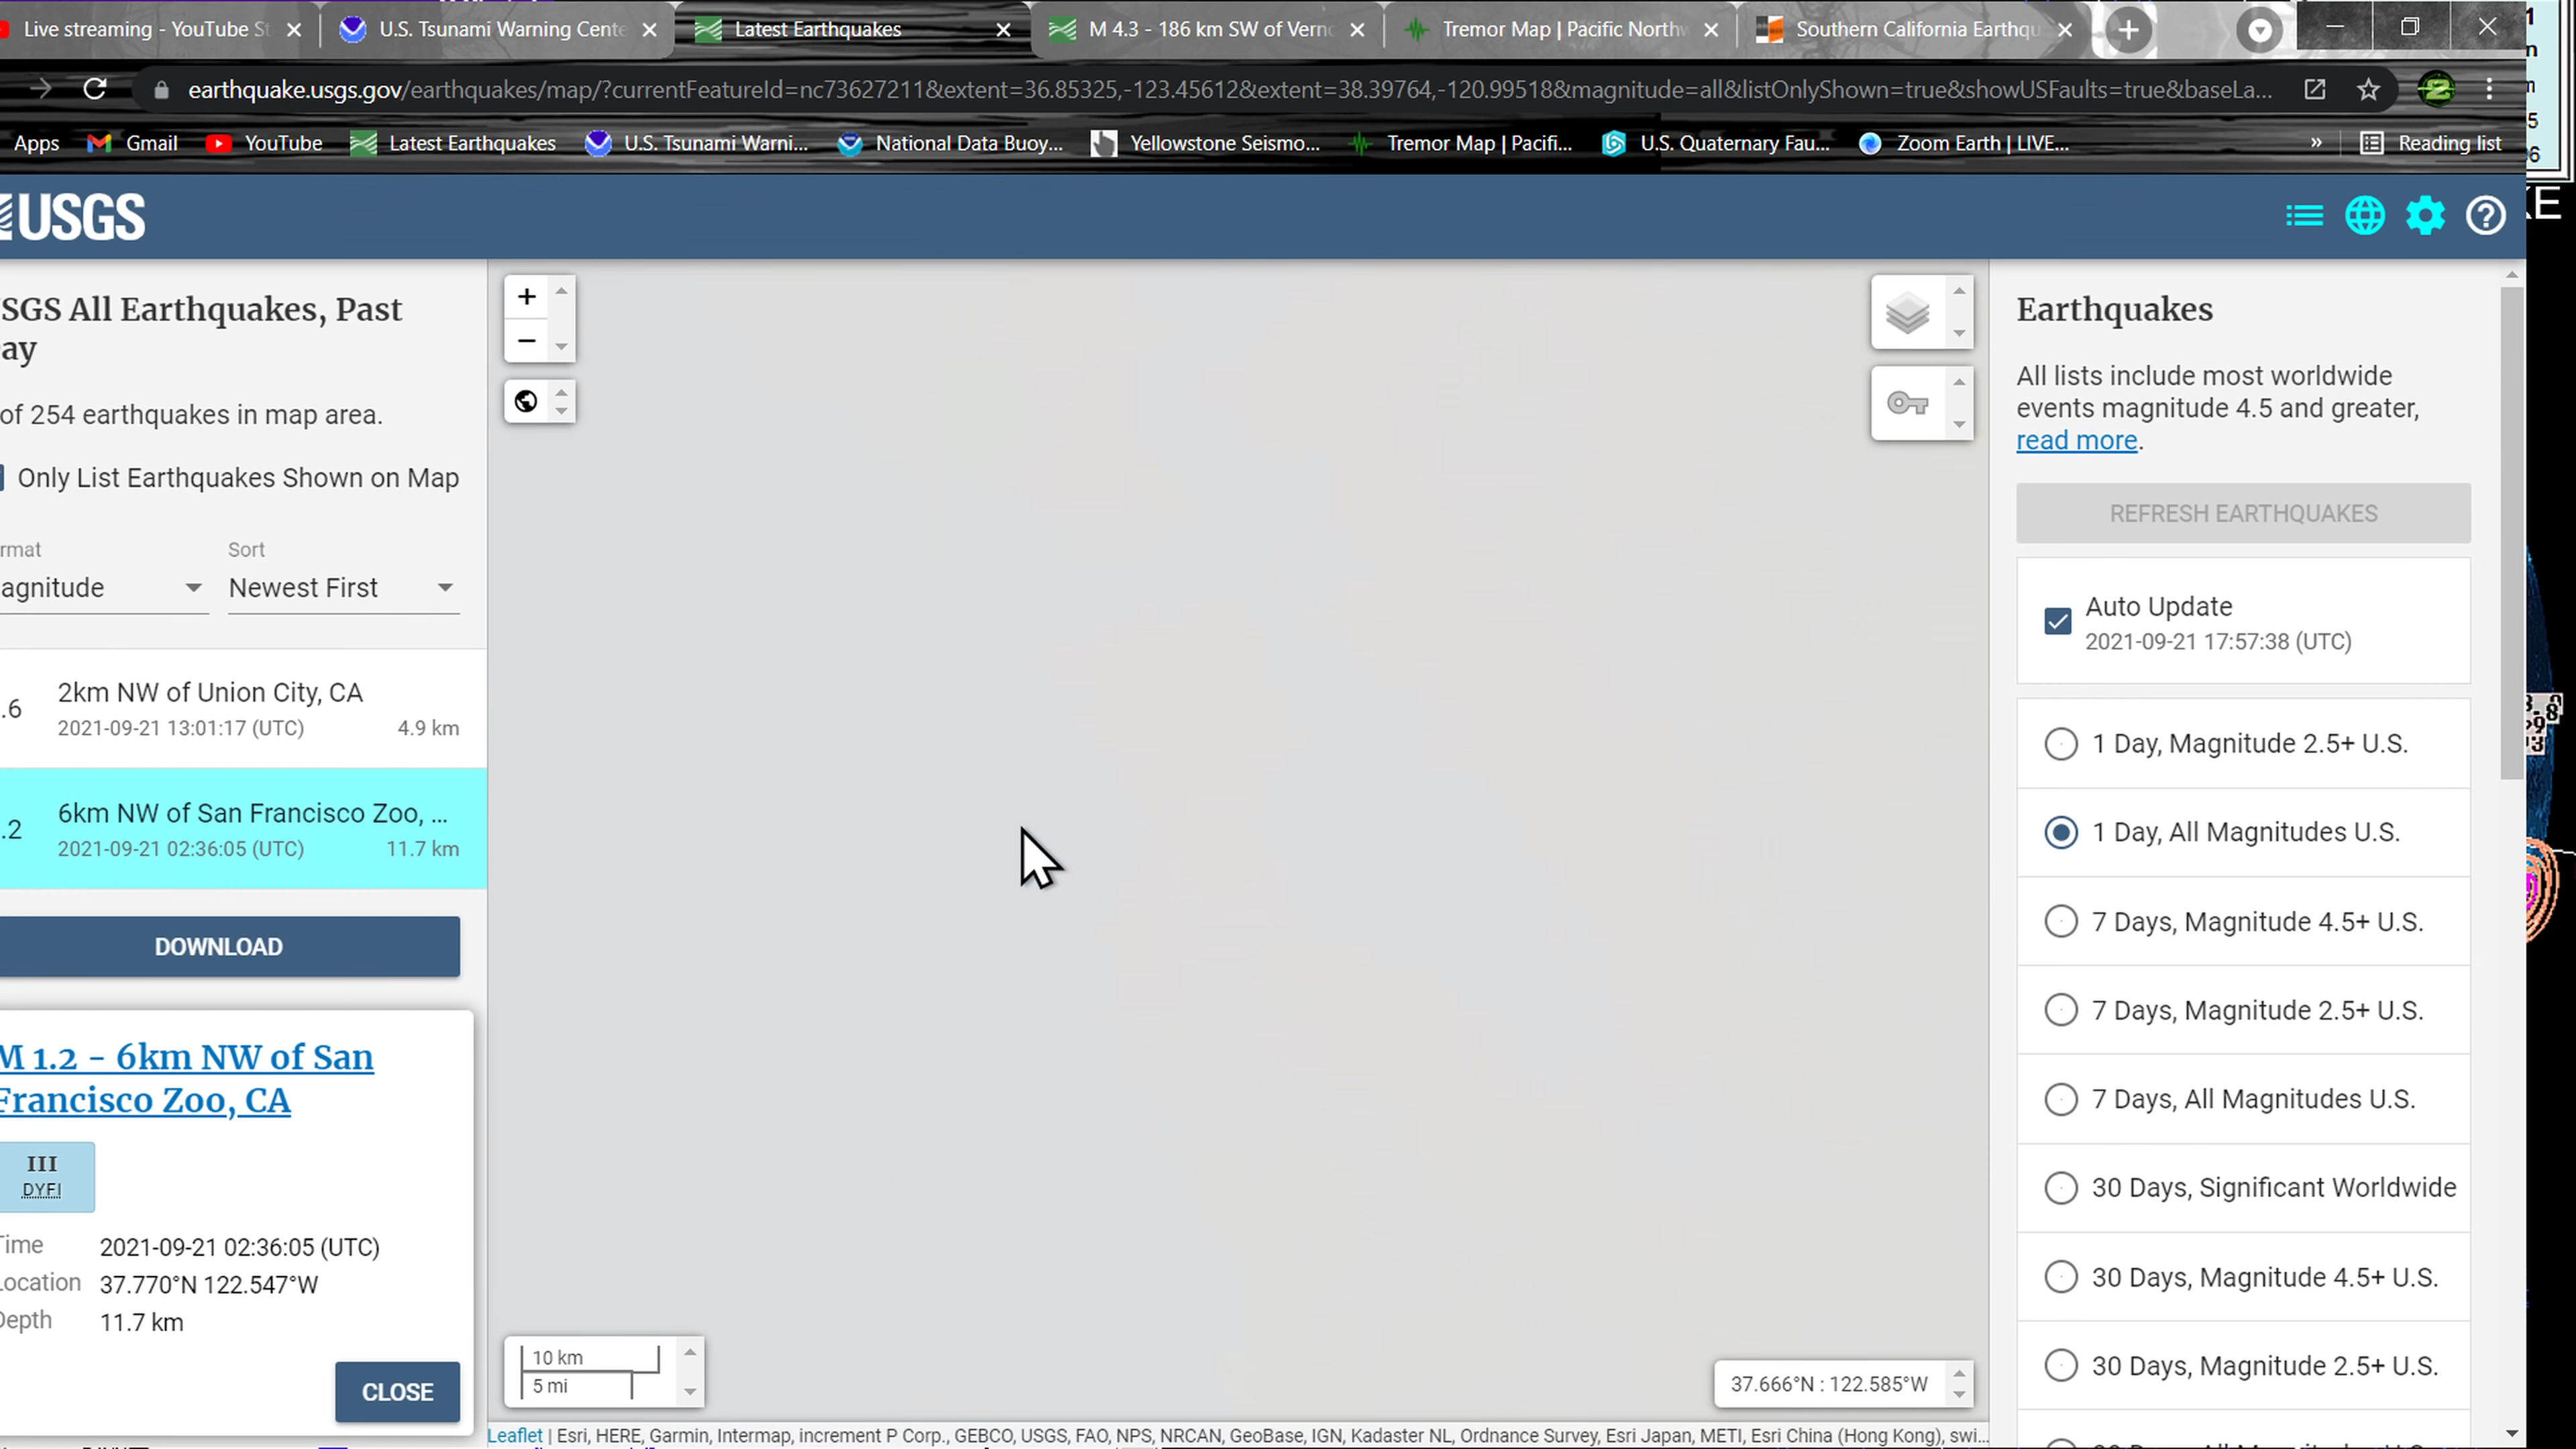 Live streaming - YouTube St
U.S. Tsunami Warning Cente
Latest Earthquakes
M 4.3 - 186 km SW of Verno
Tremor Map | Pacific Northw
Southern California Earthqu
earthquake.usgs.gov/earthquakes/map/?currentFeatureId=nc73627211&extent=36.85325,-123.45612&extent=38.39764,-120.99518&magnitude=all&listOnlyShown=true&showUSFaults=true&baseLa...
Apps
Gmail
YouTube
Latest Earthquakes
U.S. Tsunami Warni...
National Data Buoy...
Yellowstone Seismo...
Tremor Map | Pacifi...
U.S. Quaternary Fau...
Zoom Earth | LIVE...
»
Reading list
USGS
SGS All Earthquakes, Past
ay
of 254 earthquakes in map area.
Only List Earthquakes Shown on Map
rmat
Sort
agnitude
Newest First
.6
2km NW of Union City, CA
2021-09-21 13:01:17 (UTC)
4.9 km
.2
6km NW of San Francisco Zoo, ...
2021-09-21 02:36:05 (UTC)
11.7 km
DOWNLOAD
M 1.2 - 6km NW of San
Francisco Zoo, CA
III
DYFI
Time
2021-09-21 02:36:05 (UTC)
Location
37.770°N 122.547°W
Depth
11.7 km
CLOSE
+
−
10 km
5 mi
37.666°N : 122.585°W
Leaflet | Esri, HERE, Garmin, Intermap, increment P Corp., GEBCO, USGS, FAO, NPS, NRCAN, GeoBase, IGN, Kadaster NL, Ordnance Survey, Esri Japan, METI, Esri China (Hong Kong), swi...
Earthquakes
All lists include most worldwide
events magnitude 4.5 and greater,
read more.
REFRESH EARTHQUAKES
Auto Update
2021-09-21 17:57:38 (UTC)
1 Day, Magnitude 2.5+ U.S.
1 Day, All Magnitudes U.S.
7 Days, Magnitude 4.5+ U.S.
7 Days, Magnitude 2.5+ U.S.
7 Days, All Magnitudes U.S.
30 Days, Significant Worldwide
30 Days, Magnitude 4.5+ U.S.
30 Days, Magnitude 2.5+ U.S.
KE